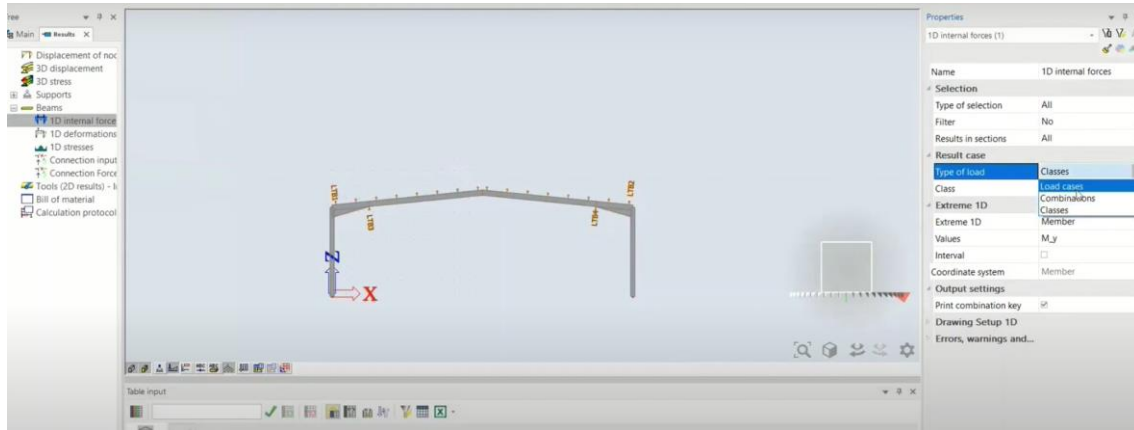 ree
Main Results X
Displacement of noc
3D displacement
3D stress
Supports
Beams
1D internal force
1D deformations
1D stresses
Connection input
Connection Force
Tools (2D results) - I
Bill of material
Calculation protocol
LTB1
LTB3
LTB4
LTB2
Z
X
Table input
Properties
1D internal forces (1)
Name 1D internal forces
Selection
Type of selection All
Filter No
Results in sections All
Result case
Type of load Classes
Load cases
Class Combinations
Classes
Extreme 1D
Extreme 1D Member
Values M_y
Interval
Coordinate system Member
Output settings
Print combination key
Drawing Setup 1D
Errors, warnings and...